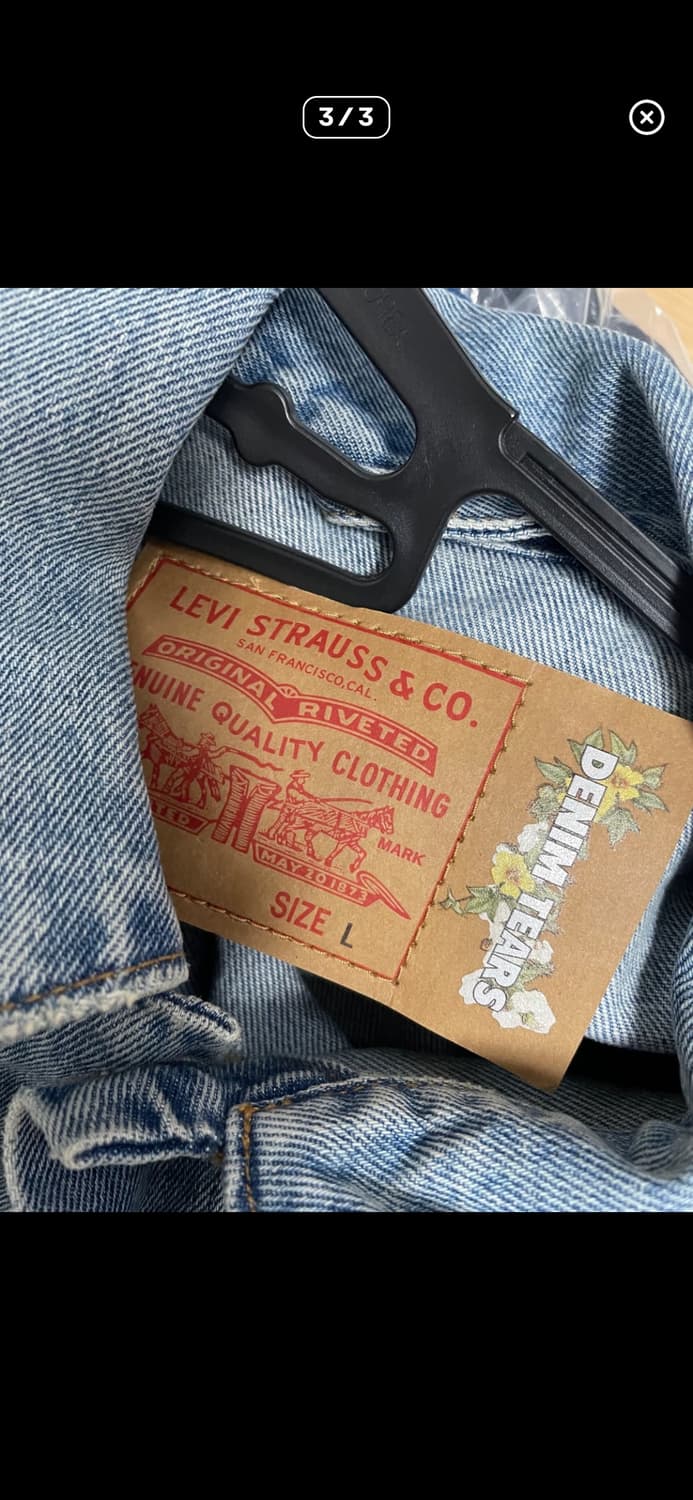 3/3
LEVI STRAUSS & CO.
SAN FRANCISCO, CAL.
ORIGINAL RIVETED
QUALITY CLOTHING
MARK
MAY 20 1873
SIZE L
DENIM TEARS